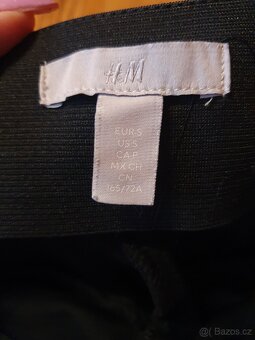 H&M
EUR S
US S
CA P
MX CH
CN
165/72A
Bazos.cz